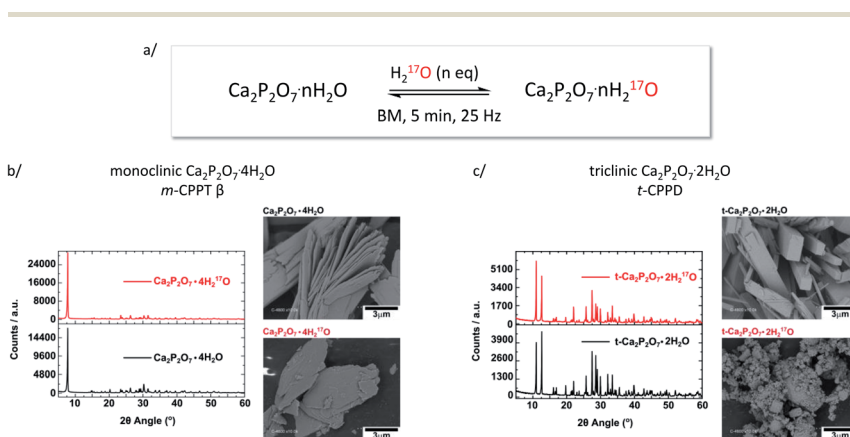 a/
H₂¹⁷O (n eq)
Ca₂P₂O₇·nH₂O
Ca₂P₂O₇·nH₂¹⁷O
BM, 5 min, 25 Hz
b/
monoclinic Ca₂P₂O₇·4H₂O
m-CPPT β
Ca₂P₂O₇•4H₂O
24000
18000
12000
6000
0
Ca₂P₂O₇•4H₂¹⁷O
14400
9600
4800
0
Ca₂P₂O₇•4H₂O
Counts / a.u.
10 20 30 40 50 60
2θ Angle (°)
3µm
Ca₂P₂O₇•4H₂¹⁷O
3µm
c/
triclinic Ca₂P₂O₇·2H₂O
t-CPPD
t-Ca₂P₂O₇•2H₂O
5100
3400
1700
0
t-Ca₂P₂O₇•2H₂¹⁷O
3900
2600
1300
0
t-Ca₂P₂O₇•2H₂O
Counts / a.u.
10 20 30 40 50 60
2θ Angle (°)
3µm
t-Ca₂P₂O₇•2H₂¹⁷O
3µm